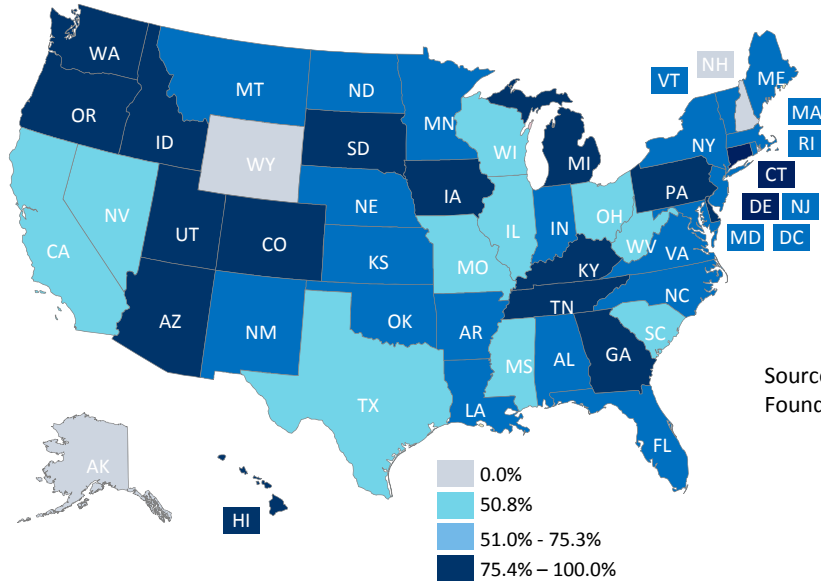 WA
MT
ND
MN
OR
ID
SD
WI
MI
WY
VT
NH
ME
NY
MA
RI
CT
PA
DE
NJ
MD
DC
NV
CA
UT
CO
NE
IA
IL
IN
OH
WV
VA
KS
MO
KY
AZ
NM
OK
AR
TN
NC
SC
TX
LA
MS
AL
GA
FL
AK
HI
Source
Found
0.0%
50.8%
51.0% - 75.3%
75.4% – 100.0%